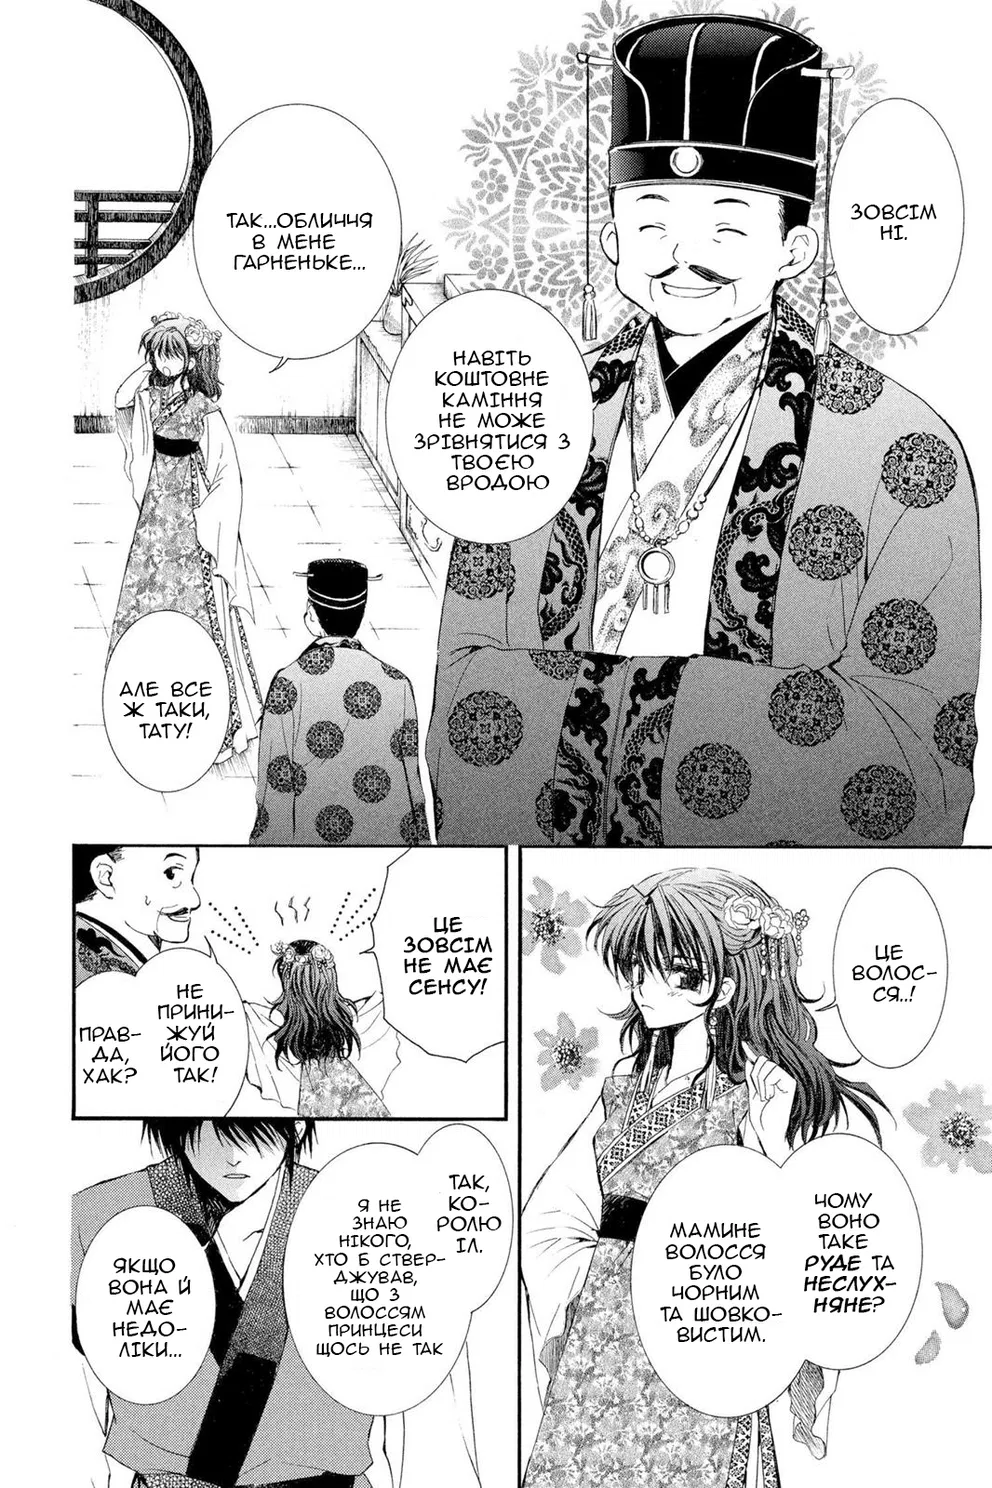 ЗОВСІМ
НІ.
НАВІТЬ
КОШТОВНЕ
КАМІННЯ
НЕ МОЖЕ
ЗРІВНЯТИСЯ З
ТВОЄЮ
ВРОДОЮ
ТАК...ОБЛИЧЧЯ
В МЕНЕ
ГАРНЕНЬКЕ...
АЛЕ ВСЕ
Ж ТАКИ,
ТАТУ!
ЦЕ
ВОЛОС-
СЯ..!
ЧОМУ
ВОНО
ТАКЕ
РУДЕ ТА
НЕСЛУХ-
НЯНЕ?
МАМИНЕ
ВОЛОССЯ
БУЛО
ЧОРНИМ
ТА ШОВКО-
ВИСТИМ.
ЦЕ
ЗОВСІМ
НЕ МАЄ
СЕНСУ!
НЕ
ПРИНИ-
ЖУЙ
ЙОГО
ТАК!
ПРАВ-
ДА,
ХАК?
ТАК,
КО-
РОЛЮ
ІЛ.
Я НЕ
ЗНАЮ
НІКОГО,
ХТО Б СТВЕР-
ДЖУВАВ,
ЩО З
ВОЛОССЯМ
ПРИНЦЕСИ
ЩОСЬ НЕ ТАК
ЯКЩО
ВОНА Й
МАЄ
НЕДО-
ЛІКИ...